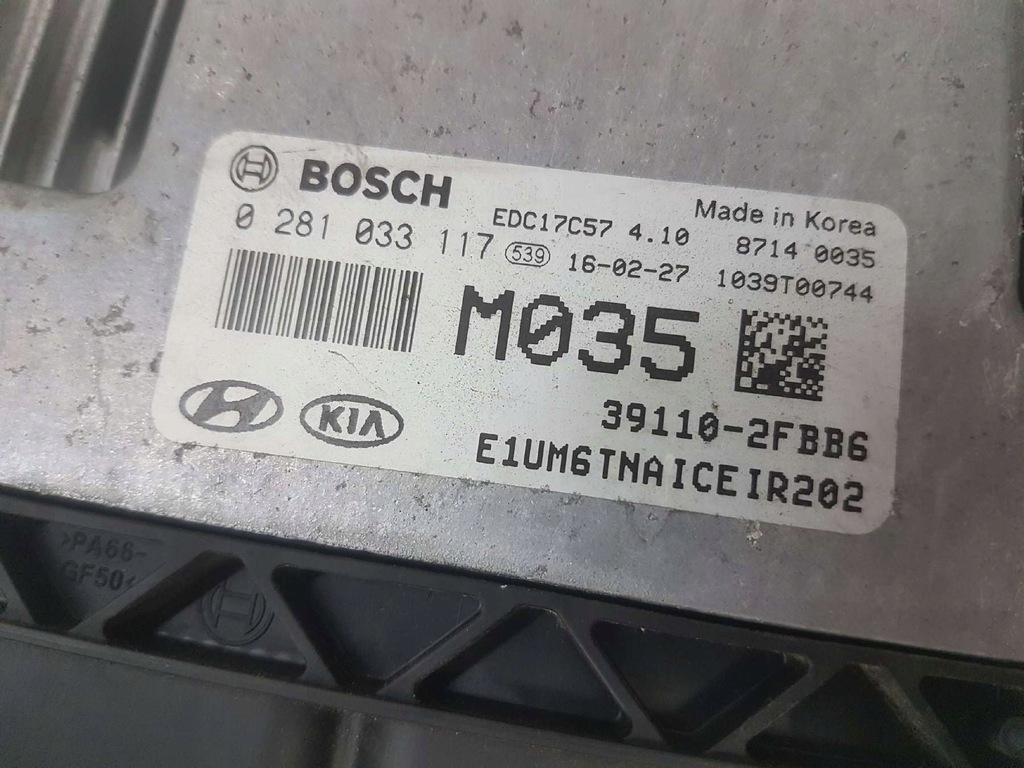 BOSCH
Made in Korea
EDC17C57 4.10 8714 0035
0 281 033 117 539 16-02-27 1039T00744
M035
KIA
39110-2FBB6
E1UM6TNAICEIR202
>PA66-
GF50<